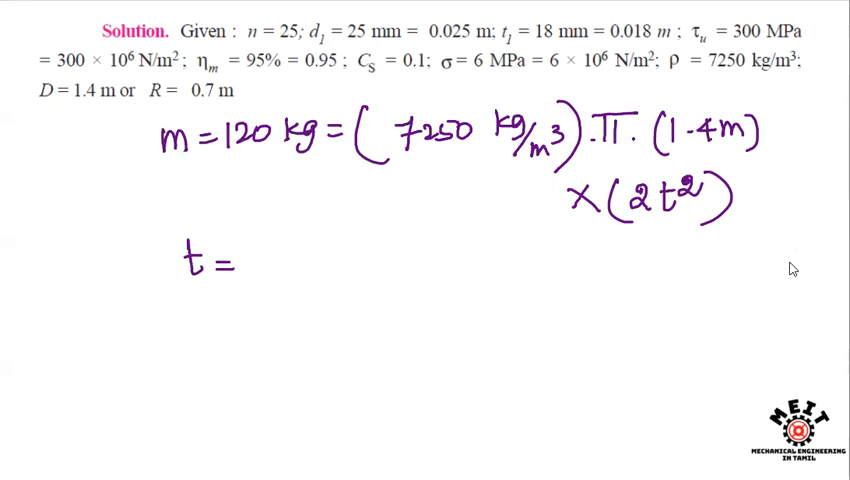 Solution. Given : n = 25; d₁ = 25 mm = 0.025 m; t₁ = 18 mm = 0.018 m ; τᵤ = 300 MPa
= 300 × 10⁶ N/m² ; ηₘ = 95% = 0.95 ; Cₛ = 0.1; σ = 6 MPa = 6 × 10⁶ N/m²; ρ = 7250 kg/m³;
D = 1.4 m or R = 0.7 m
m = 120 kg = ( 7250 kg/m3 ) . π . (1-4m)
× (2t²)
t =
MEIT
MECHANICAL ENGINEERING
IN TAMIL